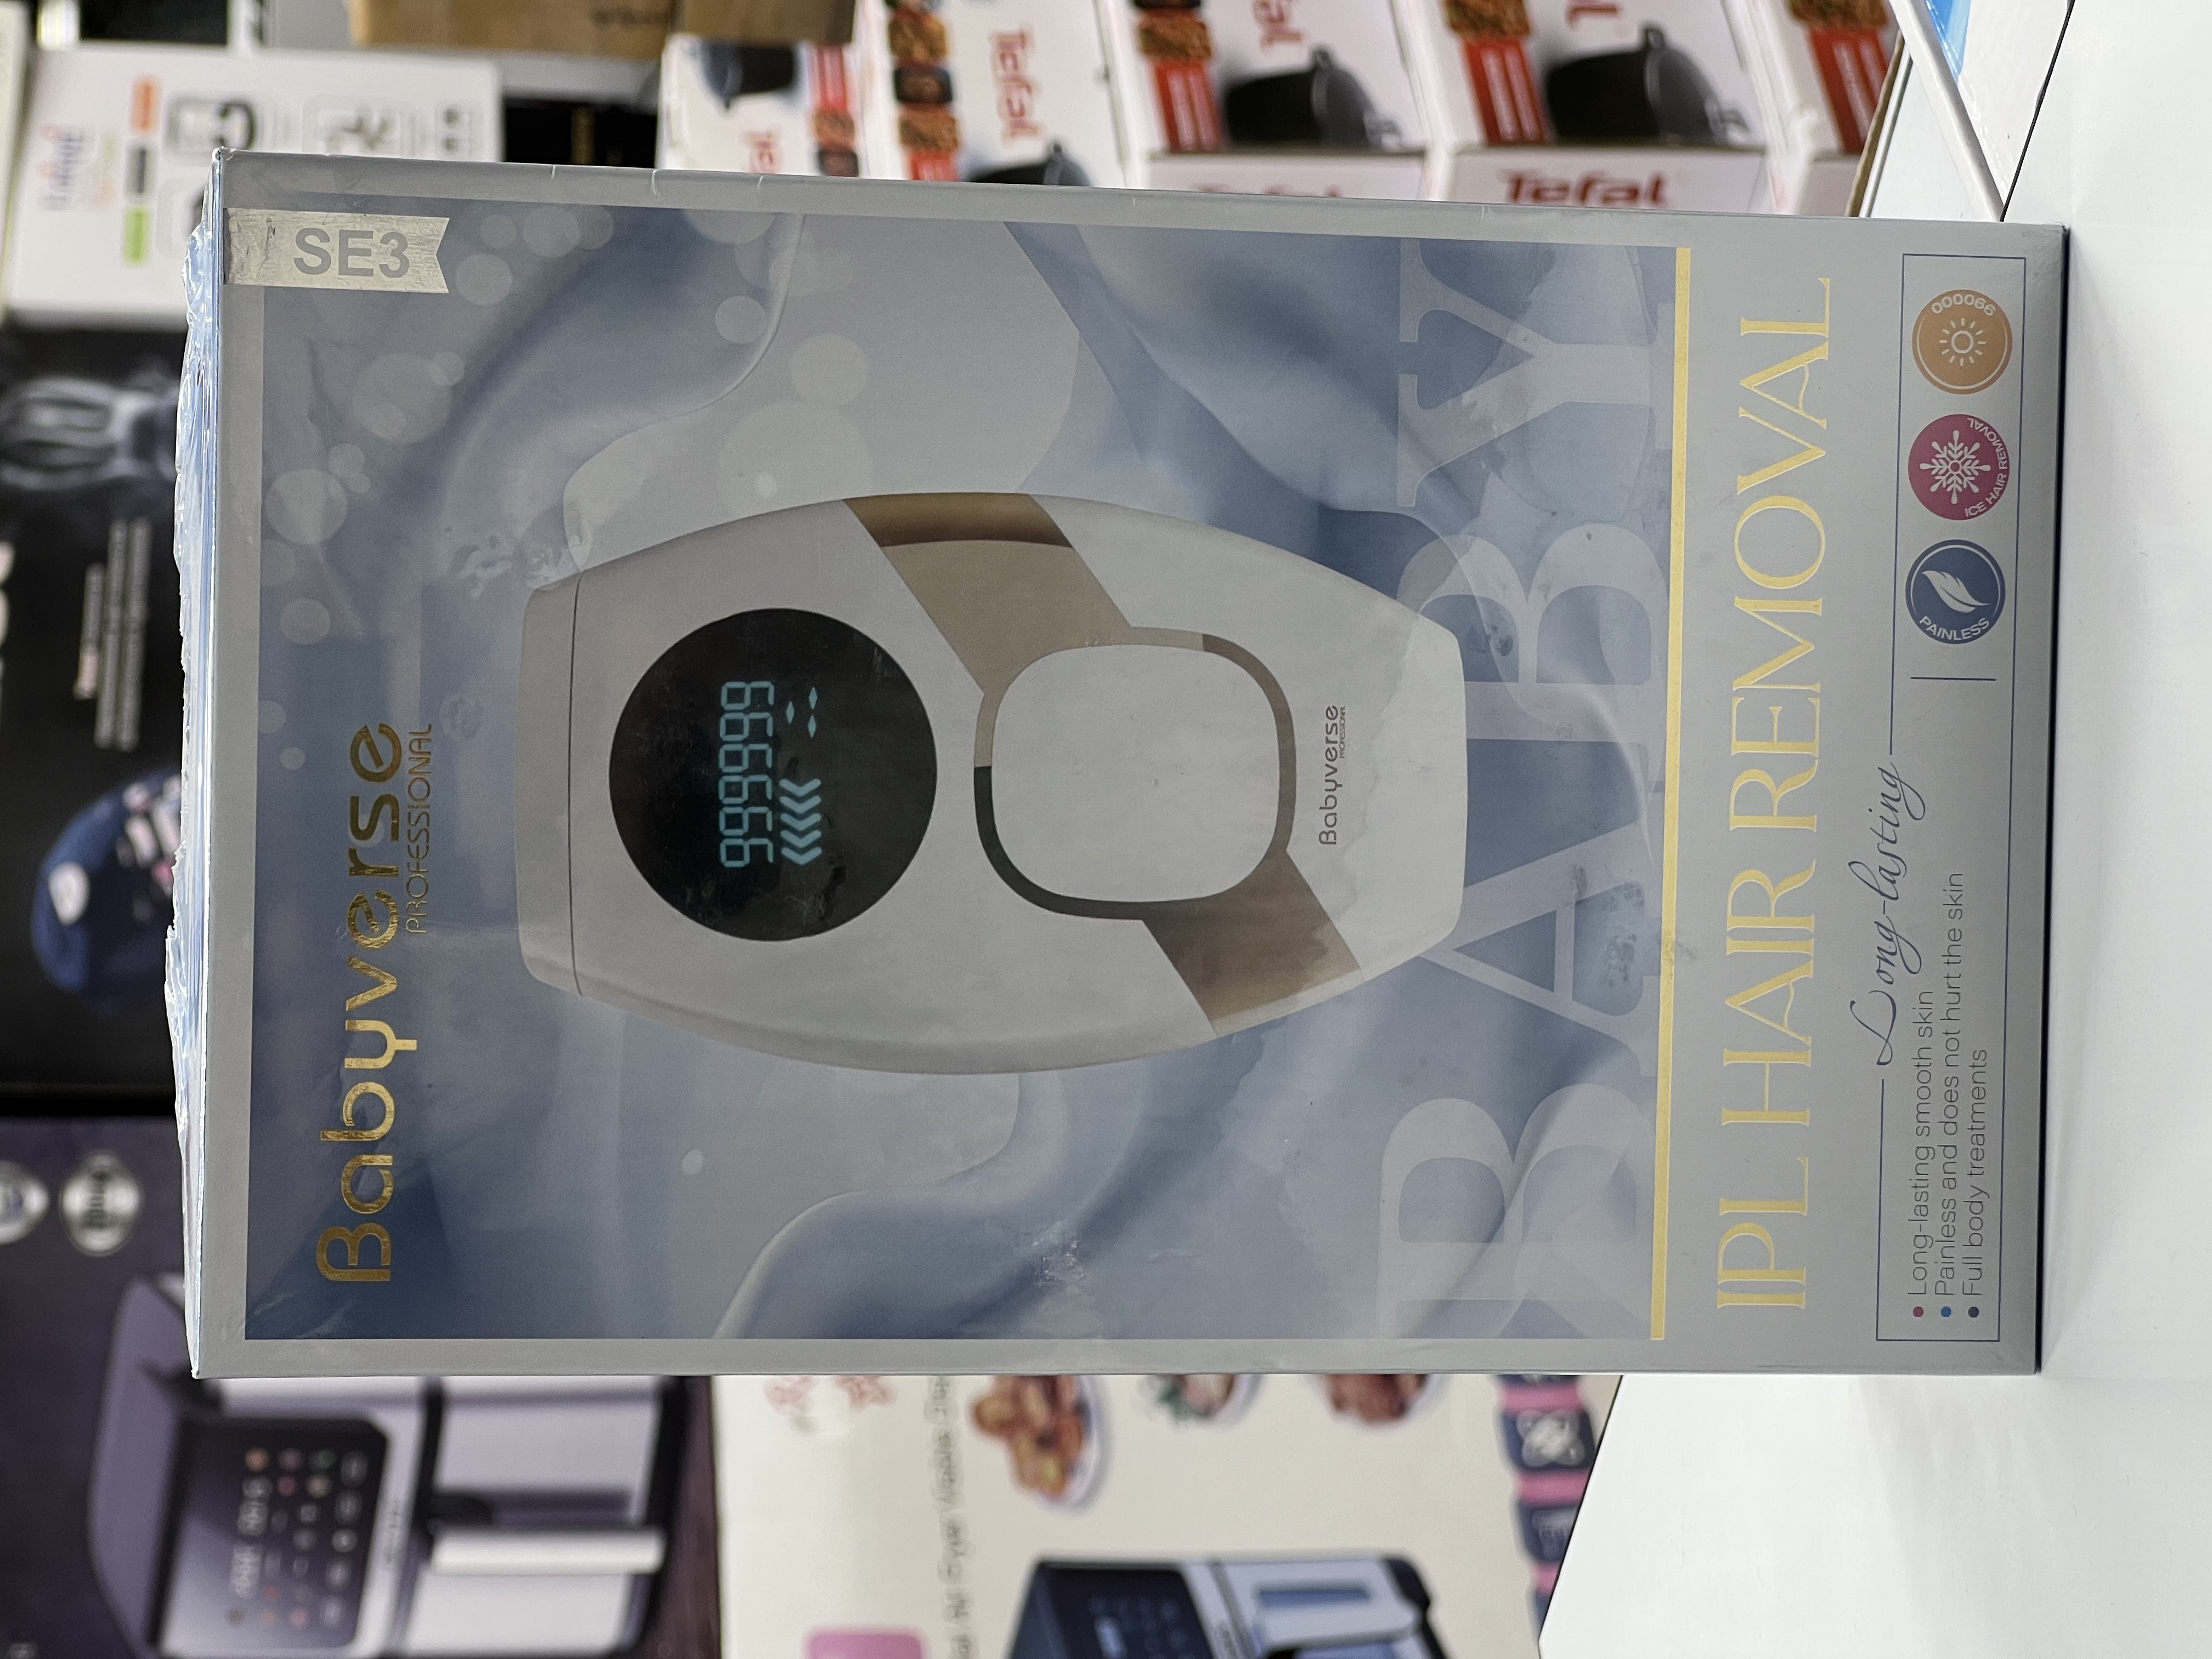 SE3
Babyverse
PROFESSIONAL
999999
Babyverse
PROFESSIONAL
BABY
IPL HAIR REMOVAL
Long-lasting
• Long-lasting smooth skin
• Painless and does not hurt the skin
• Full body treatments
PAINLESS
ICE HAIR REMOVAL
990000
Tefal
Tefal